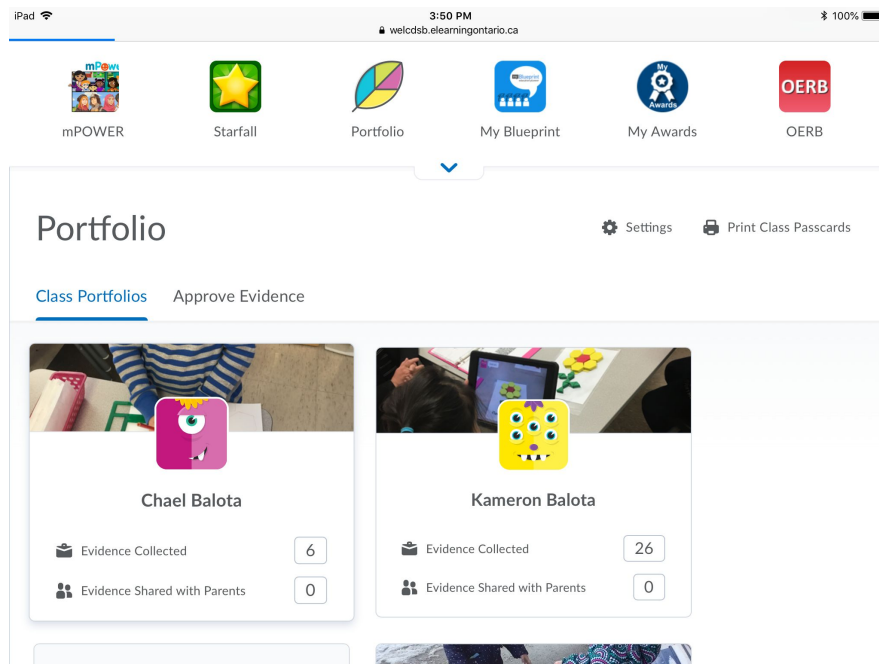 iPad 3:50 PM 100%
welcdsb.elearningontario.ca
mPOWER Starfall Portfolio My Blueprint My Awards OERB
Portfolio Settings Print Class Passcards
Class Portfolios Approve Evidence
Chael Balota
Evidence Collected 6
Evidence Shared with Parents 0
Kameron Balota
Evidence Collected 26
Evidence Shared with Parents 0